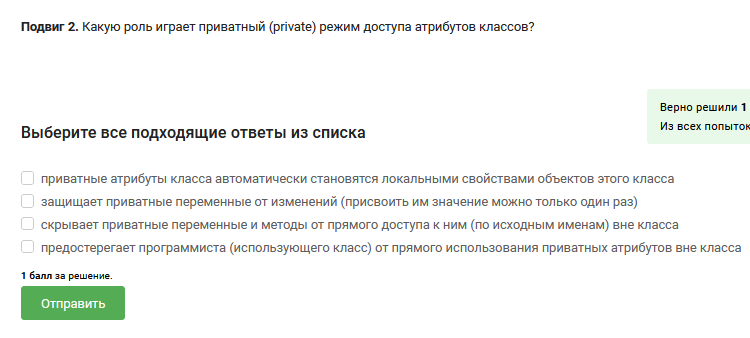 Подвиг 2. Какую роль играет приватный (private) режим доступа атрибутов классов?
Верно решили 1
Из всех попыток
Выберите все подходящие ответы из списка
приватные атрибуты класса автоматически становятся локальными свойствами объектов этого класса
защищает приватные переменные от изменений (присвоить им значение можно только один раз)
скрывает приватные переменные и методы от прямого доступа к ним (по исходным именам) вне класса
предостерегает программиста (использующего класс) от прямого использования приватных атрибутов вне класса
1 балл за решение.
Отправить